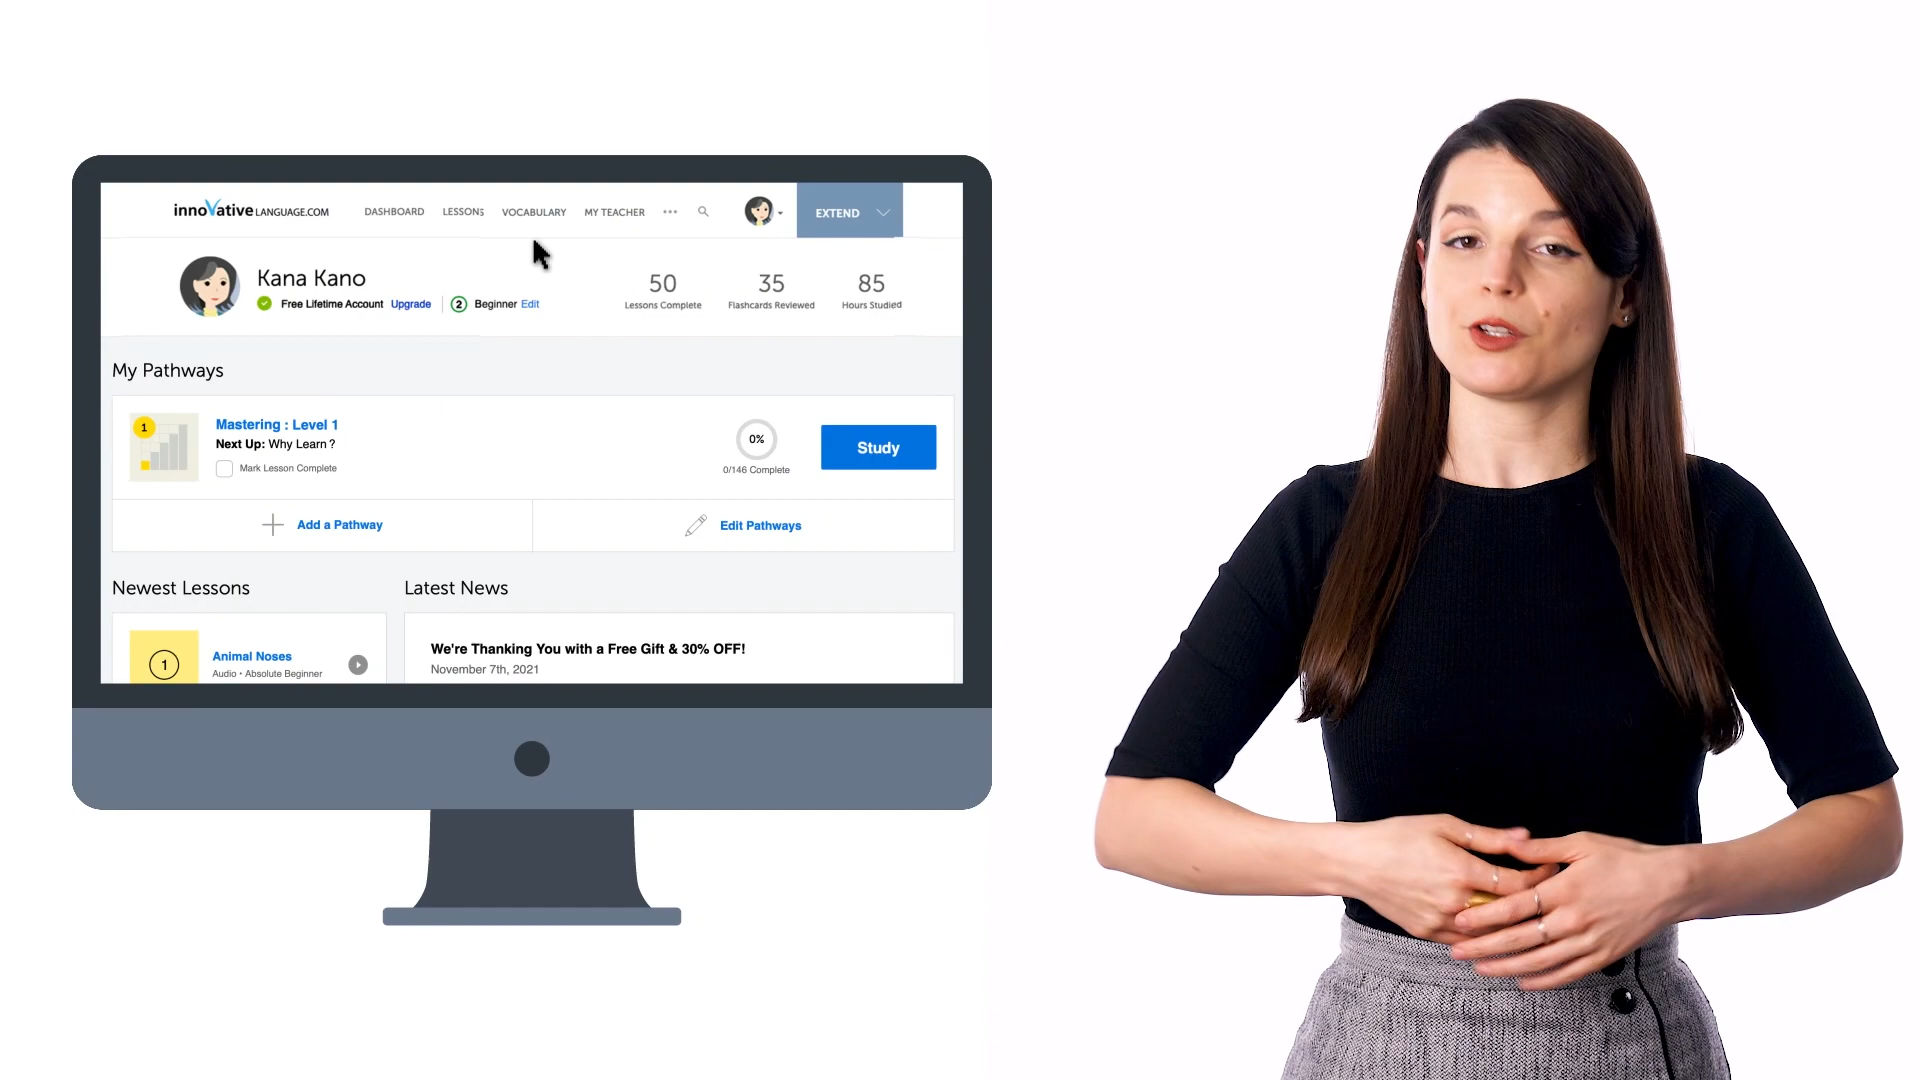 innoVative LANGUAGE.COM DASHBOARD LESSONS VOCABULARY MY TEACHER EXTEND
Kana Kano
Free Lifetime Account Upgrade 2 Beginner Edit
50 35 85
Lessons Complete Flashcards Reviewed Hours Studied
My Pathways
1
Mastering : Level 1
Next Up: Why Learn ?
Mark Lesson Complete
0%
0/146 Complete
Study
Add a Pathway Edit Pathways
Newest Lessons Latest News
1
Animal Noses
Audio • Absolute Beginner
We're Thanking You with a Free Gift & 30% OFF!
November 7th, 2021